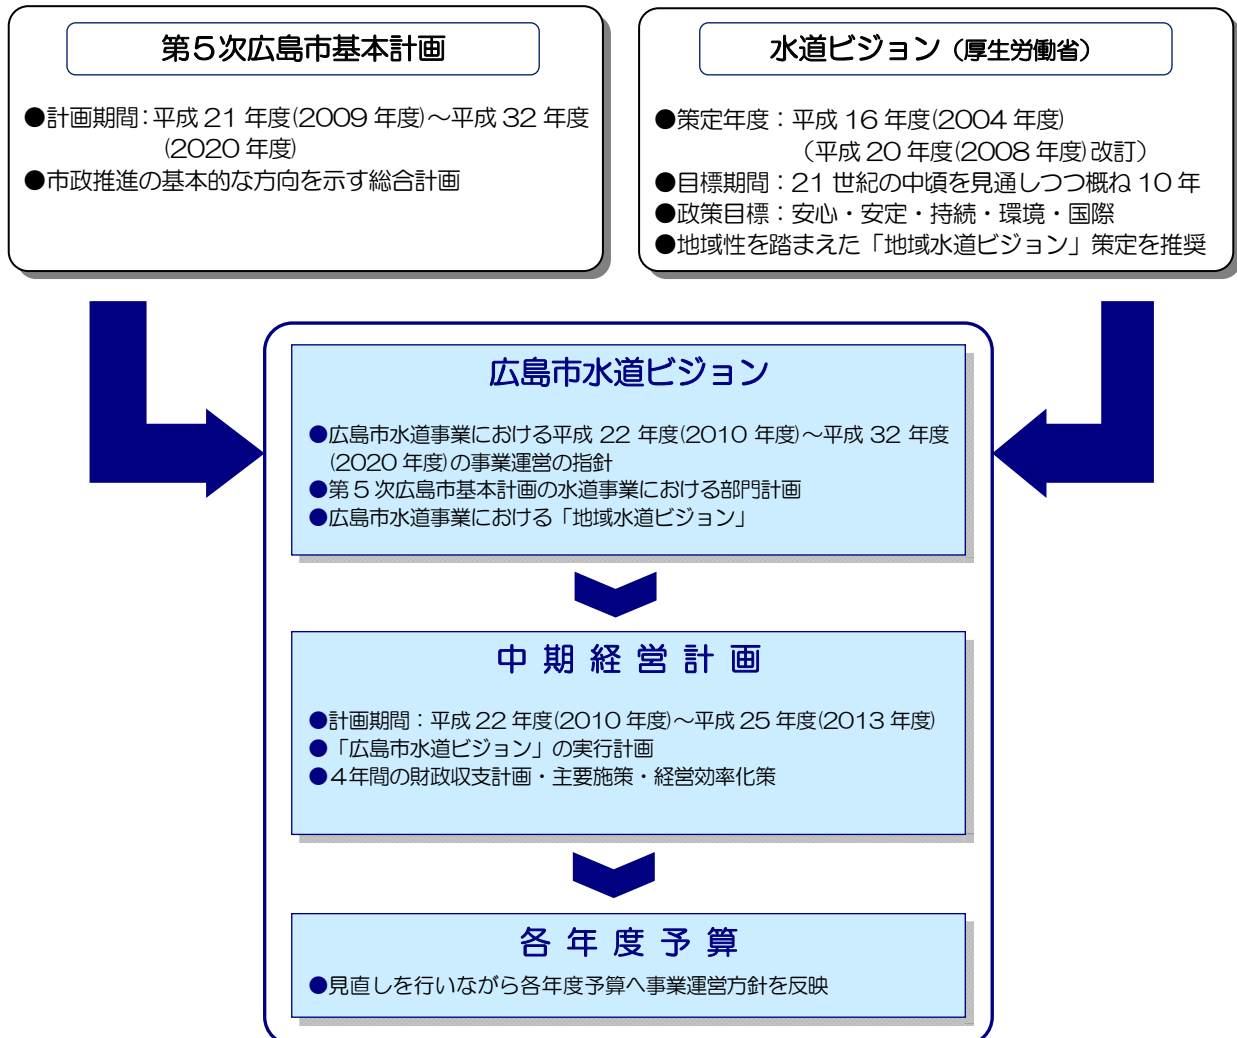 第5次広島市基本計画
●計画期間：平成 21 年度(2009 年度)～平成 32 年度
(2020 年度)
●市政推進の基本的な方向を示す総合計画
水道ビジョン（厚生労働省）
●策定年度：平成 16 年度(2004 年度)
（平成 20 年度(2008 年度)改訂）
●目標期間：21 世紀の中頃を見通しつつ概ね 10 年
●政策目標：安心・安定・持続・環境・国際
●地域性を踏まえた「地域水道ビジョン」策定を推奨
広島市水道ビジョン
●広島市水道事業における平成 22 年度(2010 年度)～平成 32 年度
(2020 年度)の事業運営の指針
●第 5 次広島市基本計画の水道事業における部門計画
●広島市水道事業における「地域水道ビジョン」
中 期 経 営 計 画
●計画期間：平成 22 年度(2010 年度)～平成 25 年度(2013 年度)
●「広島市水道ビジョン」の実行計画
●4年間の財政収支計画・主要施策・経営効率化策
各 年 度 予 算
●見直しを行いながら各年度予算へ事業運営方針を反映